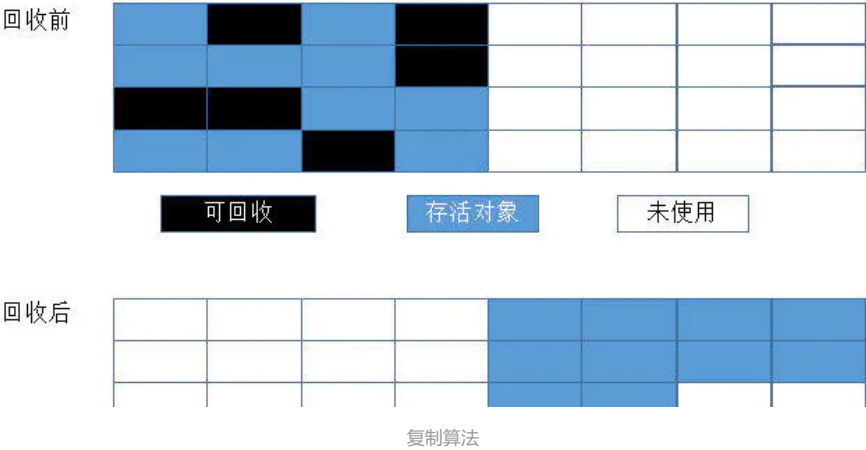 回收前
可回收
存活对象
未使用
回收后
复制算法